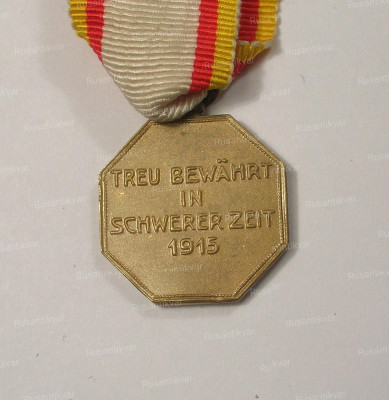 TREU BEWÄHRT
IN
SCHWERER ZEIT
1915